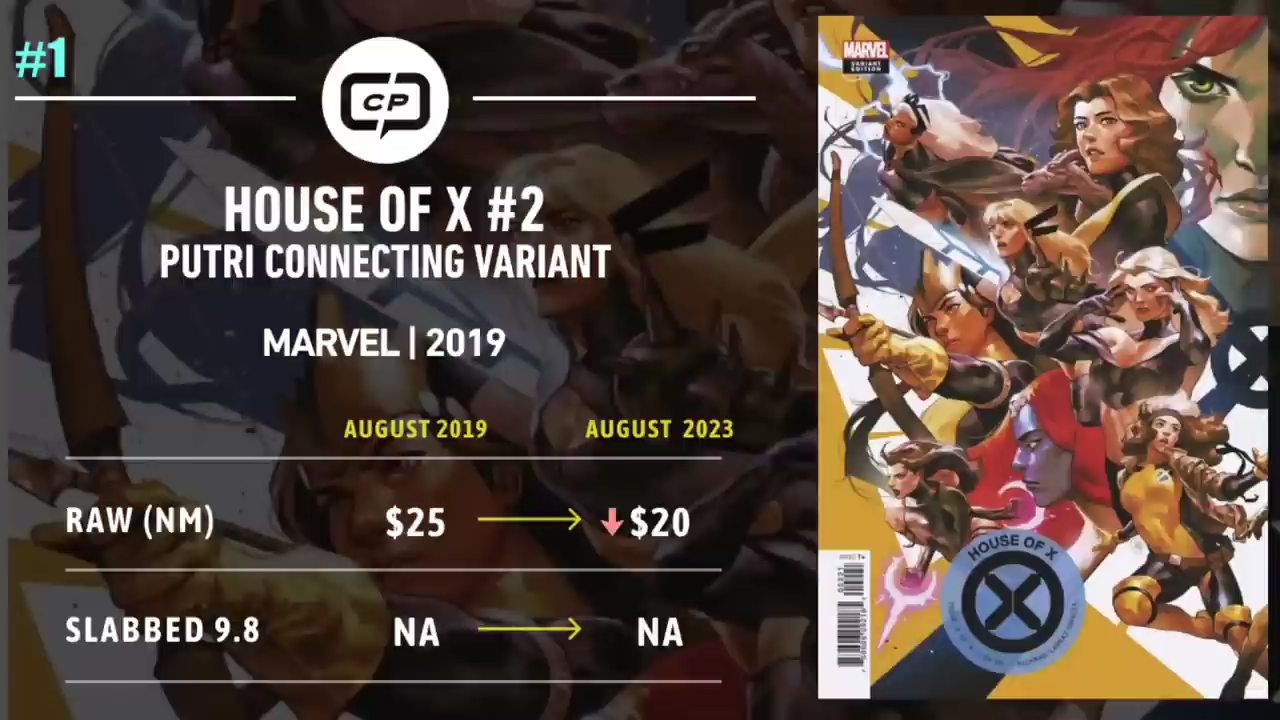 #1
CP
HOUSE OF X #2
PUTRI CONNECTING VARIANT
MARVEL | 2019
AUGUST 2019 AUGUST 2023
RAW (NM) $25 $20
SLABBED 9.8 NA NA
MARVEL
VARIANT
EDITION
HOUSE OF X